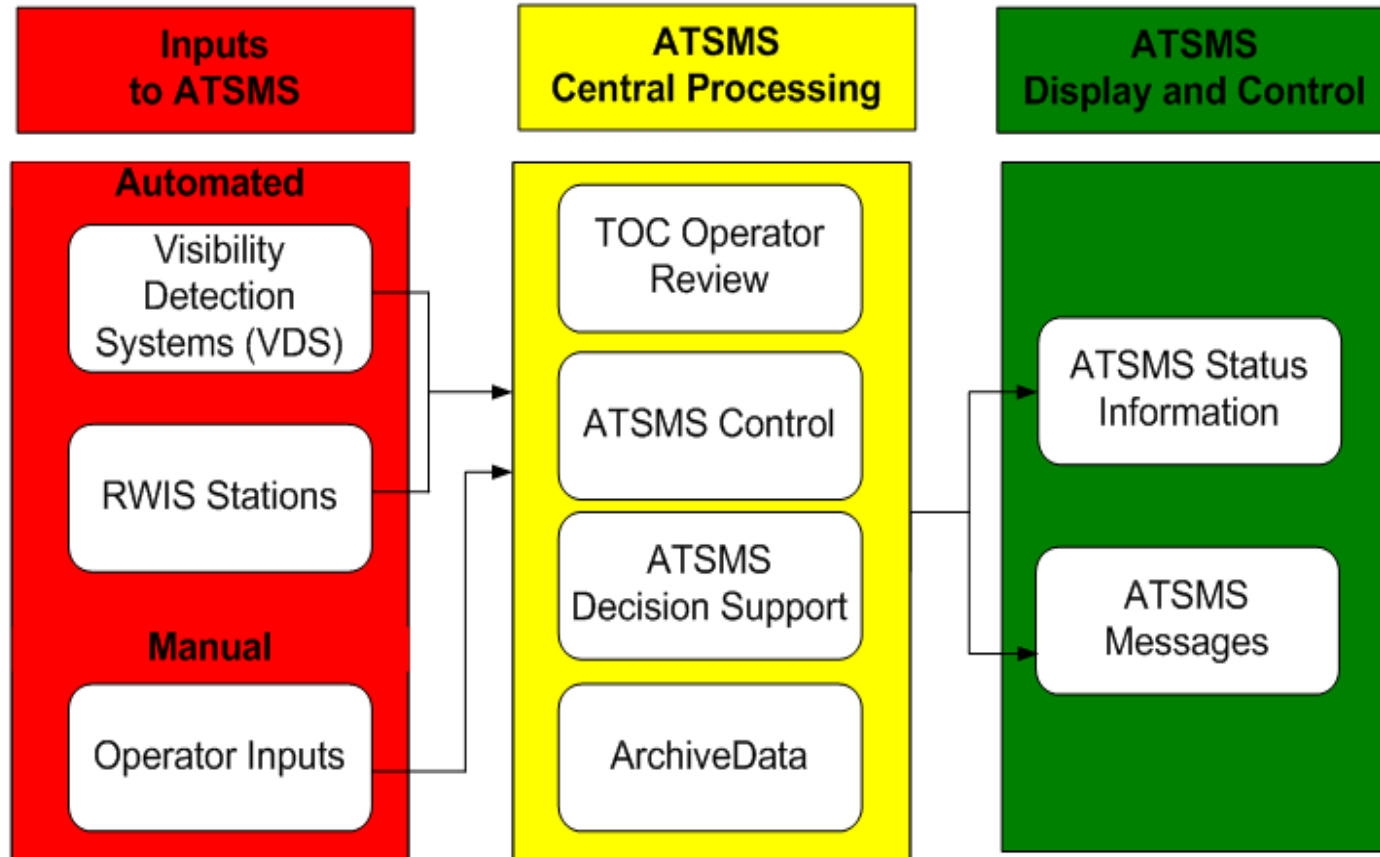 Inputs
to ATSMS
ATSMS
Central Processing
ATSMS
Display and Control
Automated
Visibility
Detection
Systems (VDS)
RWIS Stations
Manual
Operator Inputs
TOC Operator
Review
ATSMS Control
ATSMS
Decision Support
ArchiveData
ATSMS Status
Information
ATSMS
Messages